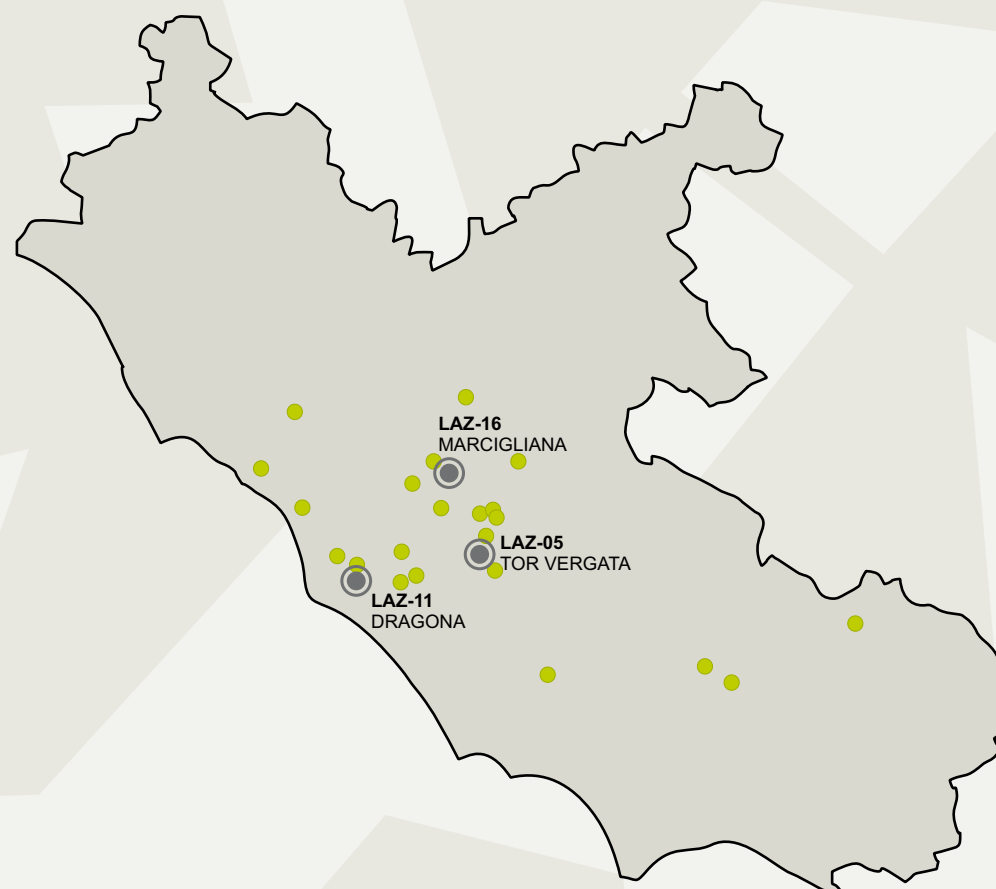 LAZ-16
MARCIGLIANA
LAZ-05
TOR VERGATA
LAZ-11
DRAGONA